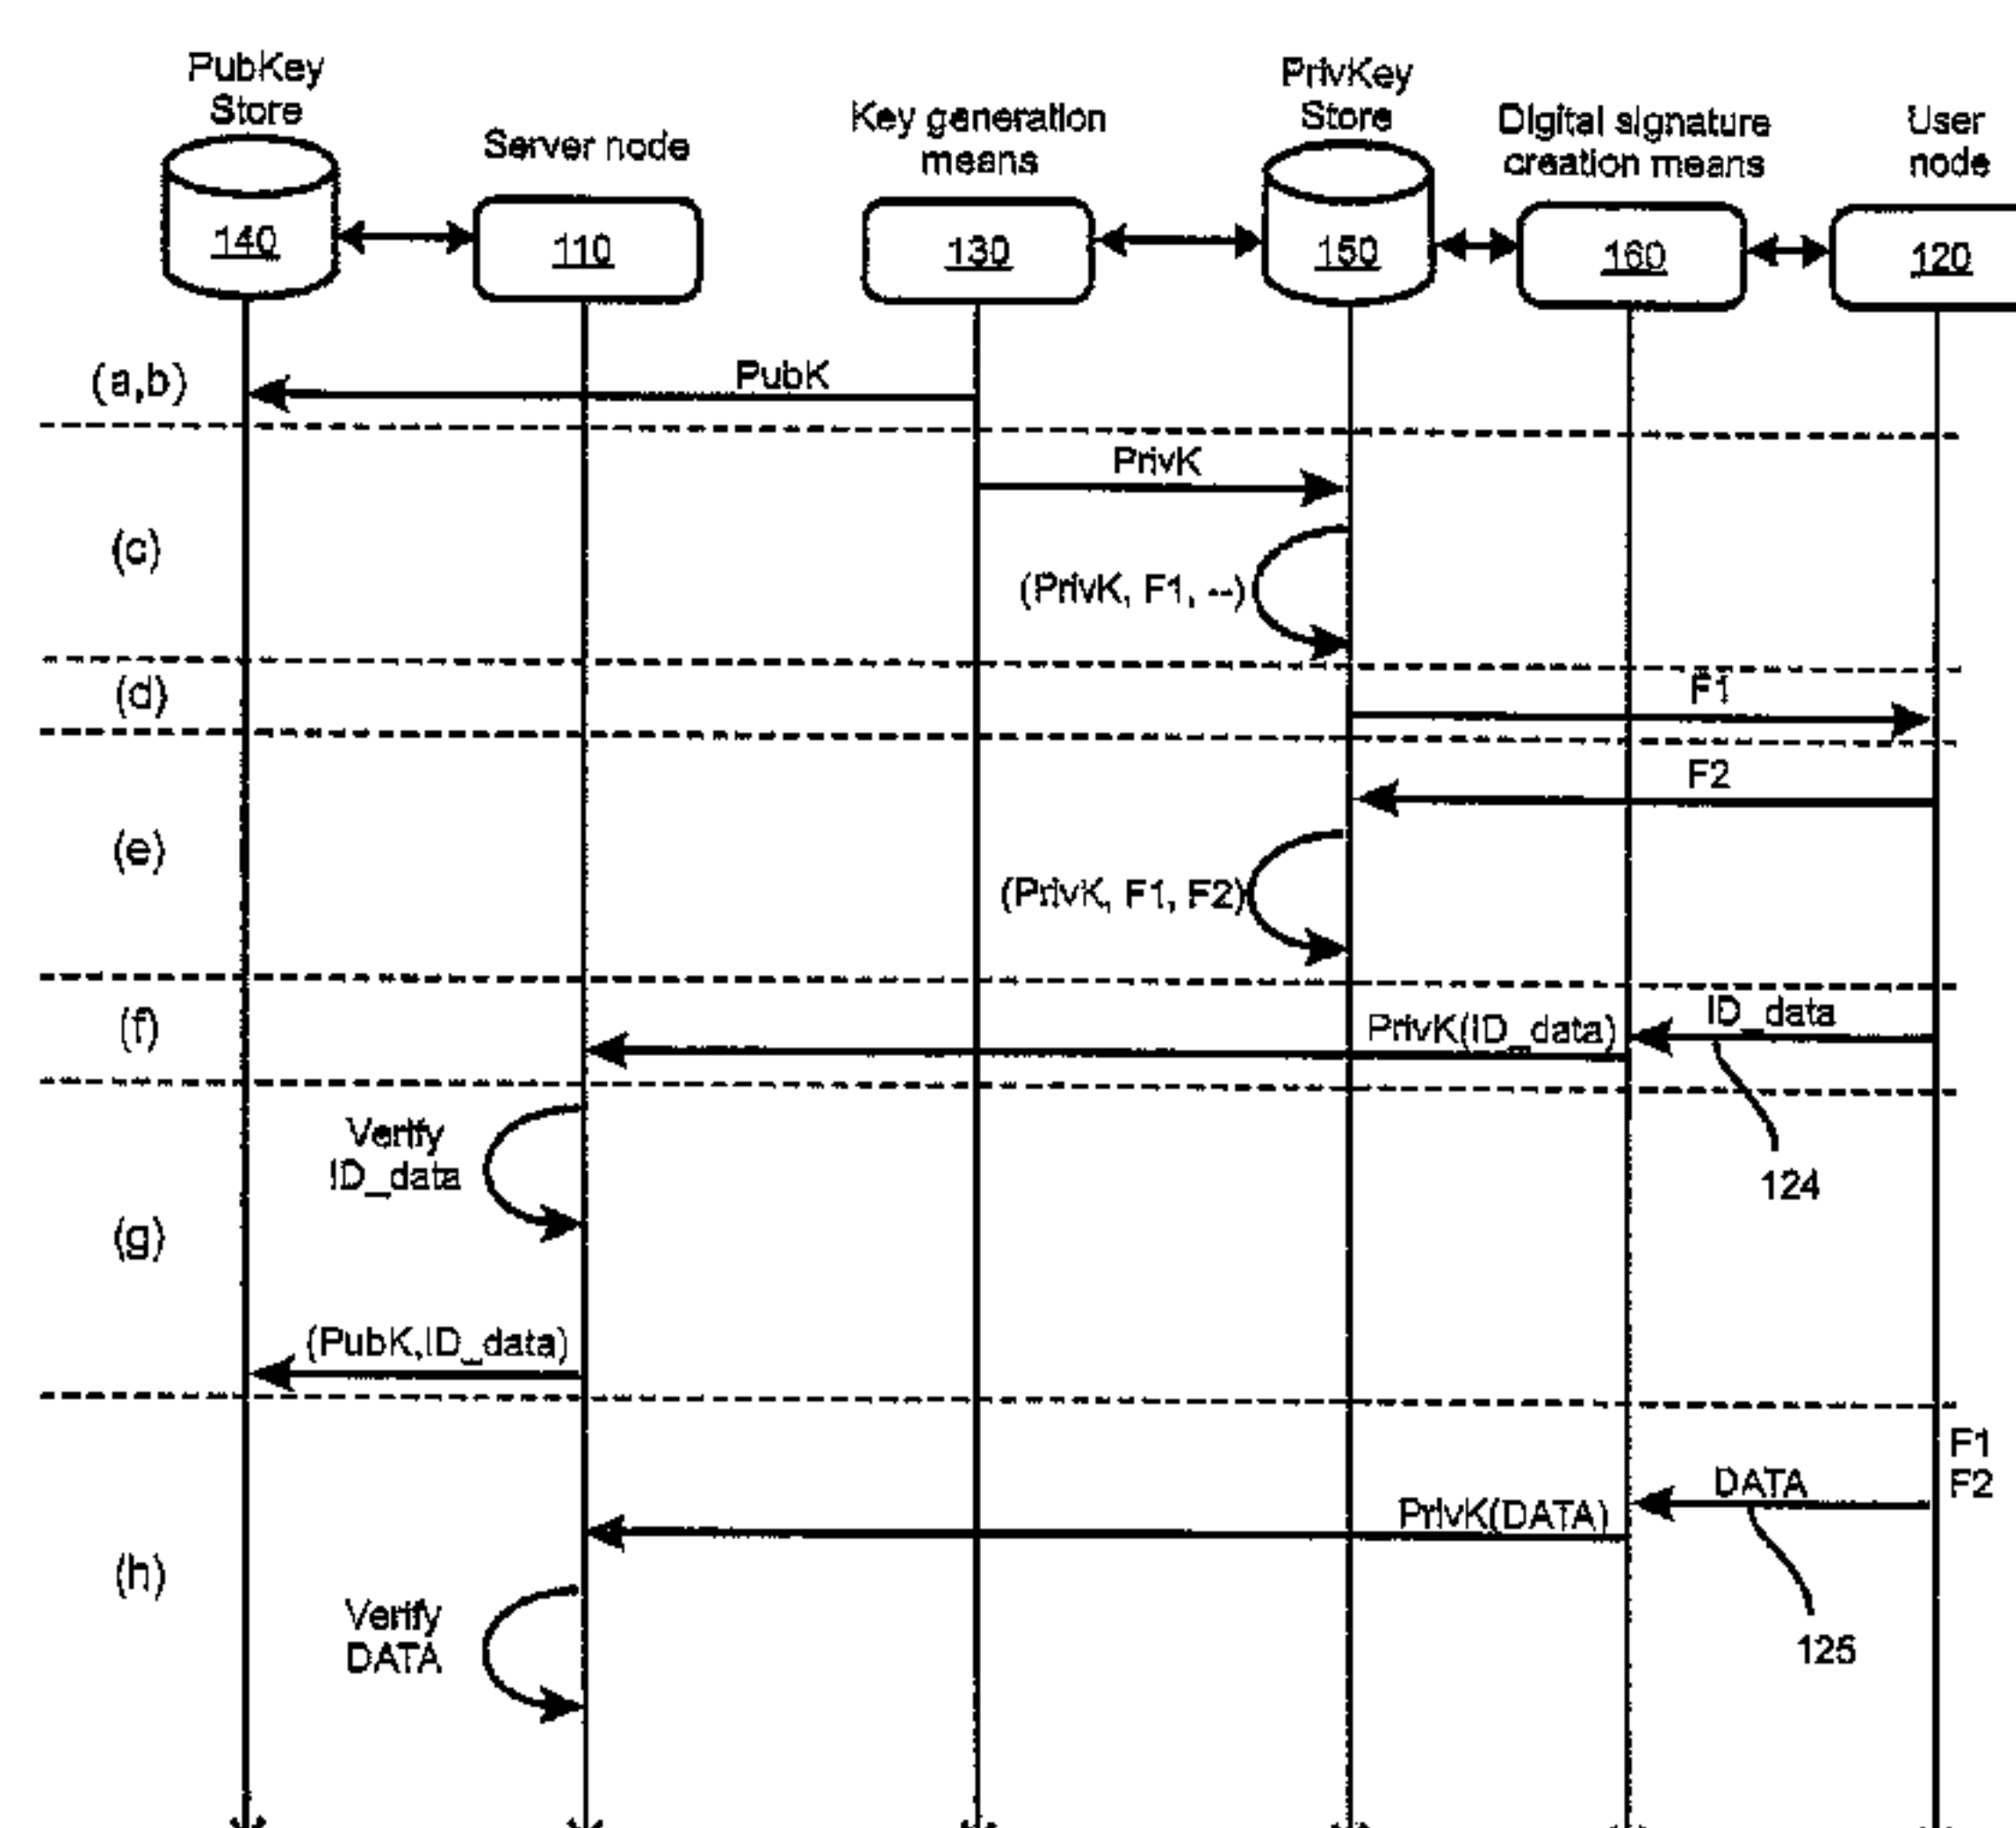 PubKey
Store
Server node
Key generation
means
PrivKey
Store
Digital signature
creation means
User
node
140
110
130
150
160
120
(a,b)
PubK
PrivK
(c)
(PrivK, F1, --)
(d)
F1
F2
(e)
(PrivK, F1, F2)
(f)
PrivK(ID_data)
ID_data
124
Verify
ID_data
(g)
(PubK,ID_data)
F1
F2
DATA
PrivK(DATA)
(h)
125
Verify
DATA